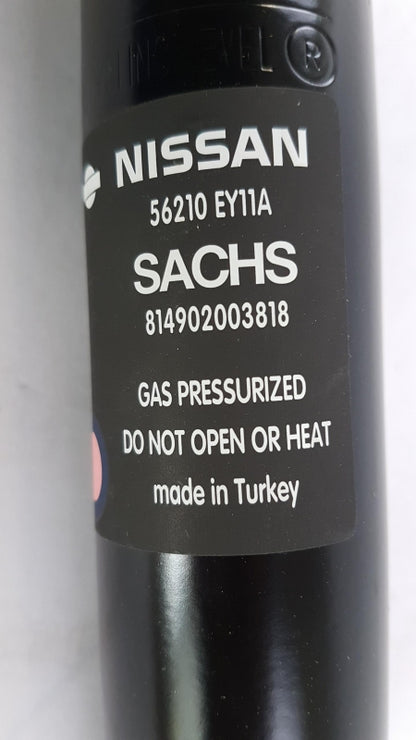 ®
NISSAN
56210 EY11A
SACHS
814902003818
GAS PRESSURIZED
DO NOT OPEN OR HEAT
made in Turkey